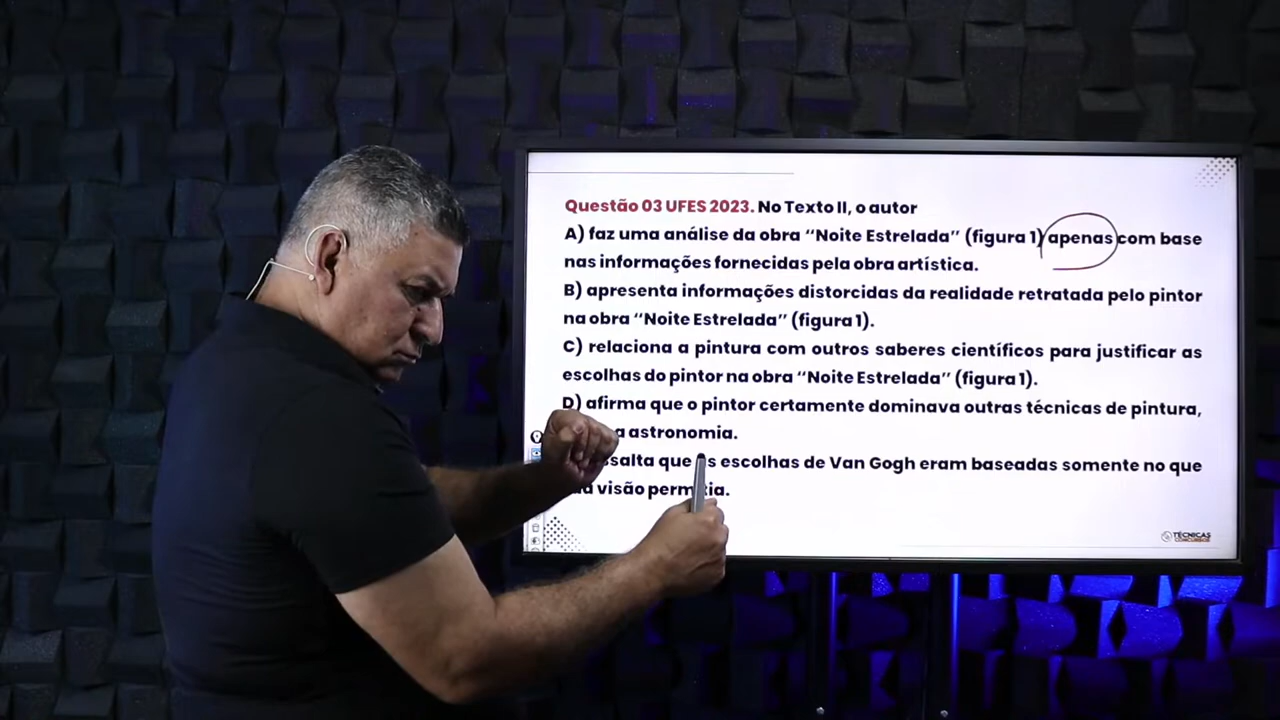 Questão 03 UFES 2023. No Texto II, o autor
A) faz uma análise da obra “Noite Estrelada” (figura 1) apenas com base
nas informações fornecidas pela obra artística.
B) apresenta informações distorcidas da realidade retratada pelo pintor
na obra “Noite Estrelada” (figura 1).
C) relaciona a pintura com outros saberes científicos para justificar as
escolhas do pintor na obra “Noite Estrelada” (figura 1).
D) afirma que o pintor certamente dominava outras técnicas de pintura,
a astronomia.
que as escolhas de Van Gogh eram baseadas somente no que
visão permitia.
TÉCNICAS
CONCURSOS